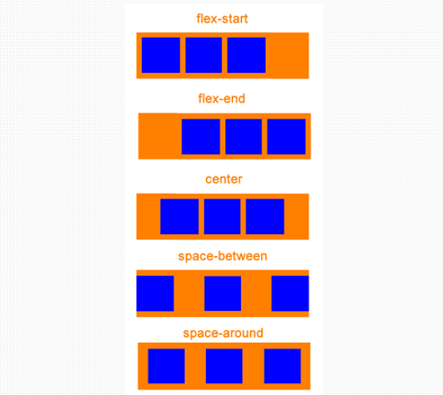 flex-start
flex-end
center
space-between
space-around